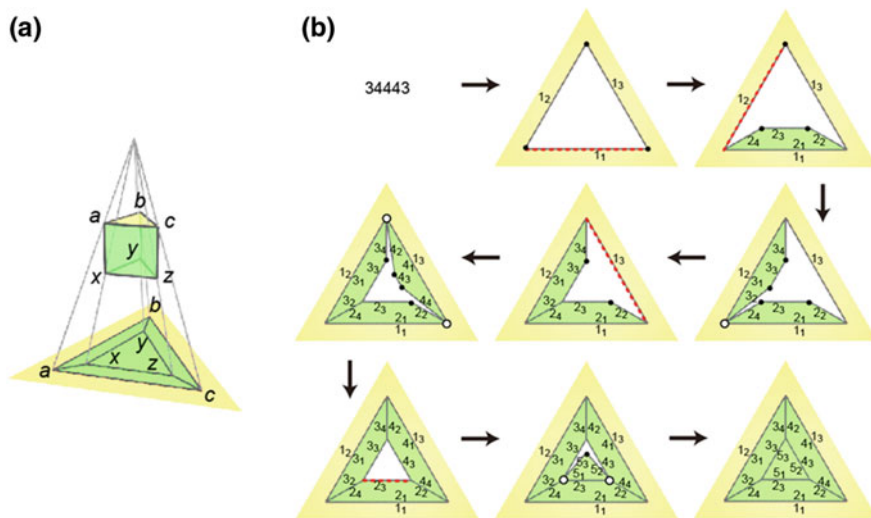 (a)
b
a c
y
x z
b
y
x z
a c
(b)
34443
1₂ 1₃
1₁
1₂ 1₃
2₄ 2₃ 2₁ 2₂
1₁
3₄ 4₂ 1₃
1₂ 3₃ 4₁
3₁ 4₃
3₂ 2₃ 4₄
2₄ 2₁ 2₂
1₁
3₄ 1₃
1₂ 3₃
3₁
3₂ 2₃
2₄ 2₁ 2₂
1₁
3₄ 1₃
1₂ 3₃
3₁
3₂ 2₃
2₄ 2₁ 2₂
1₁
3₄ 4₂ 1₃
1₂ 3₃ 4₁
3₁ 4₃
3₂ 2₃ 4₄
2₄ 2₁ 2₂
1₁
3₄ 4₂ 1₃
1₂ 3₃ 4₁
3₁ 5₃ 4₃
3₂ 5₁ 5₂ 4₄
2₄ 2₃ 2₁ 2₂
1₁
3₄ 4₂ 1₃
1₂ 3₃ 4₁
3₁ 5₃ 4₃
3₂ 5₁ 5₂ 4₄
2₄ 2₃ 2₁ 2₂
1₁